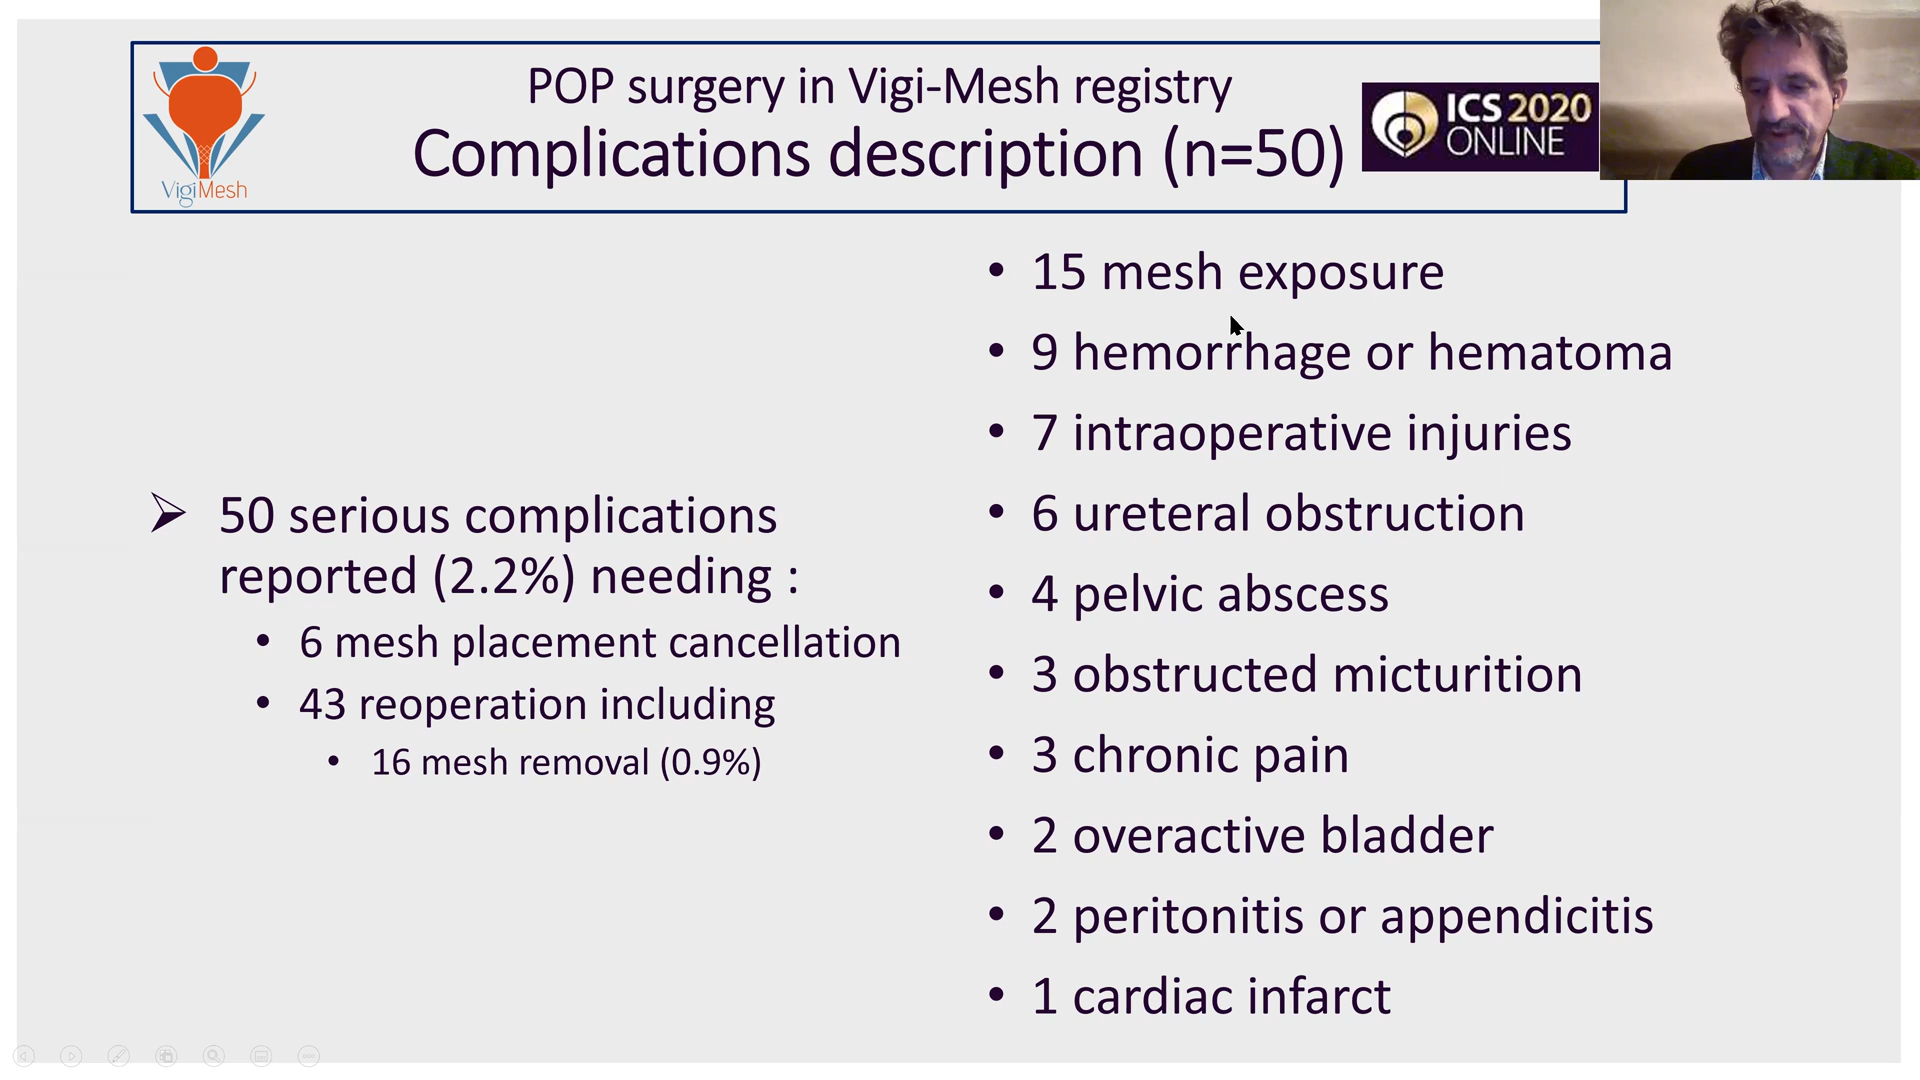 POP surgery in Vigi-Mesh registry
Complications description (n=50)
VigiMesh
ICS 2020
ONLINE
➢ 50 serious complications
reported (2.2%) needing :
• 6 mesh placement cancellation
• 43 reoperation including
• 16 mesh removal (0.9%)
• 15 mesh exposure
• 9 hemorrhage or hematoma
• 7 intraoperative injuries
• 6 ureteral obstruction
• 4 pelvic abscess
• 3 obstructed micturition
• 3 chronic pain
• 2 overactive bladder
• 2 peritonitis or appendicitis
• 1 cardiac infarct